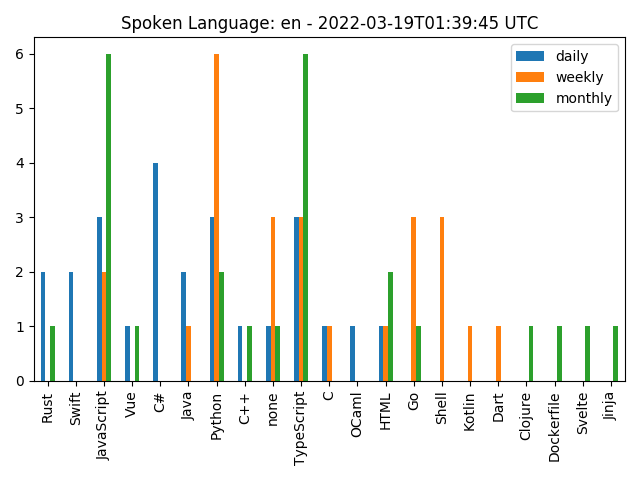 Spoken Language: en - 2022-03-19T01:39:45 UTC
daily
weekly
monthly
6
5
4
3
2
1
0
Rust
Swift
JavaScript
Vue
C#
Java
Python
C++
none
TypeScript
C
OCaml
HTML
Go
Shell
Kotlin
Dart
Clojure
Dockerfile
Svelte
Jinja